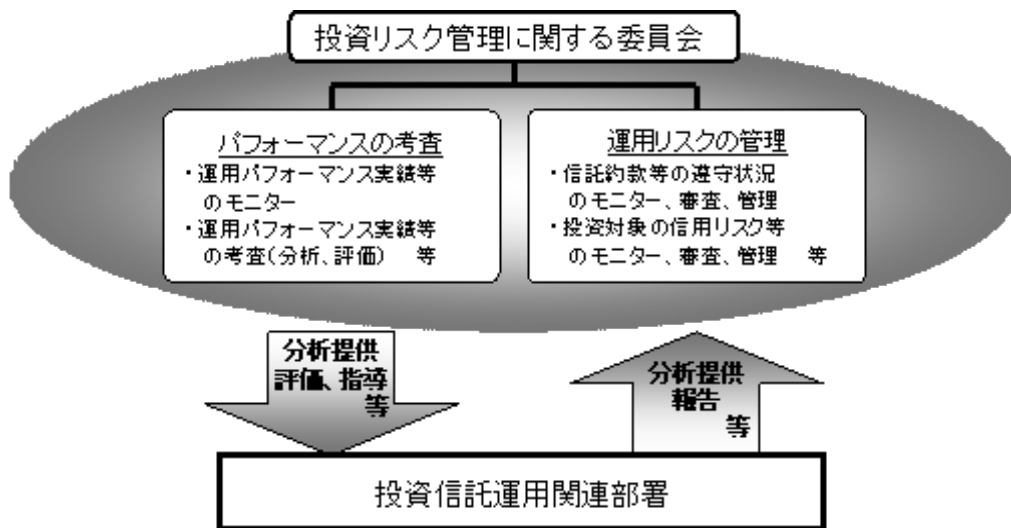 投資リスク管理に関する委員会
パフォーマンスの考査
・運用パフォーマンス実績等
のモニター
・運用パフォーマンス実績等
の考査(分析、評価) 等
運用リスクの管理
・信託約款等の遵守状況
のモニター、審査、管理
・投資対象の信用リスク等
のモニター、審査、管理 等
分析提供
評価、指導
等
分析提供
報告
等
投資信託運用関連部署